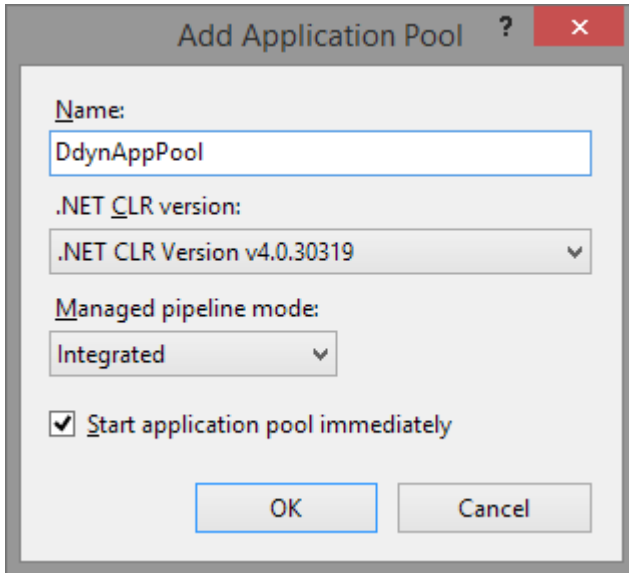 Add Application Pool ?
Name:
DdynAppPool
.NET CLR version:
.NET CLR Version v4.0.30319
Managed pipeline mode:
Integrated
Start application pool immediately
OK Cancel